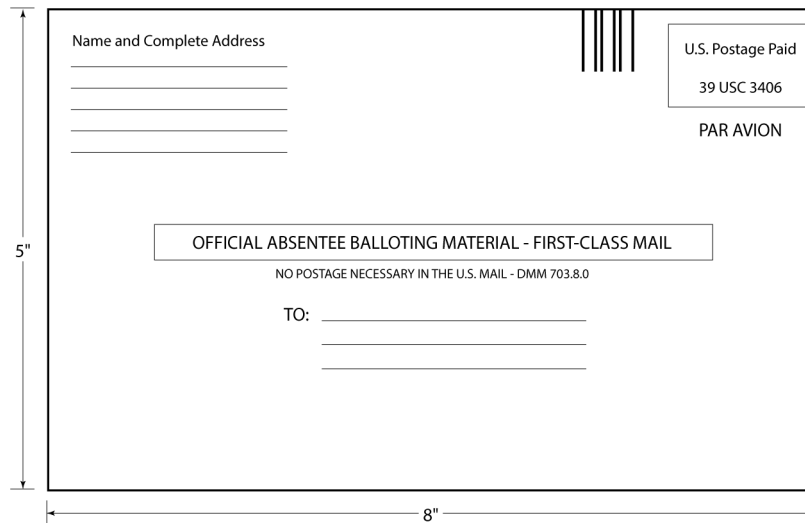 Name and Complete Address
U.S. Postage Paid
39 USC 3406
PAR AVION
OFFICIAL ABSENTEE BALLOTING MATERIAL - FIRST-CLASS MAIL
NO POSTAGE NECESSARY IN THE U.S. MAIL - DMM 703.8.0
TO:
5"
8"